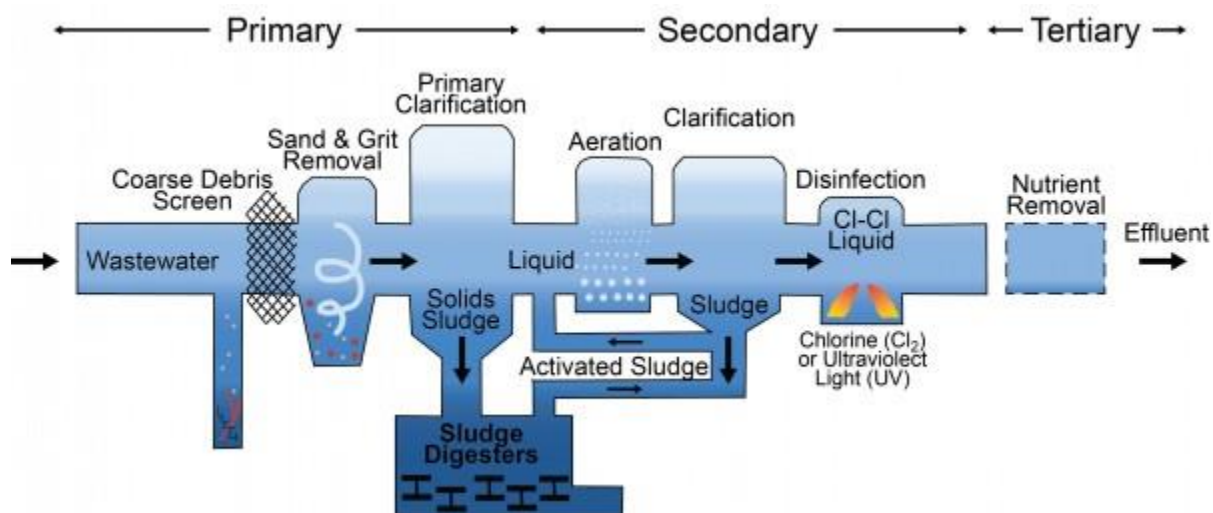 Primary
Secondary
Tertiary
Primary
Clarification
Sand & Grit
Removal
Coarse Debris
Screen
Aeration
Clarification
Disinfection
Nutrient
Removal
Wastewater
Liquid
Cl-Cl
Liquid
Effluent
Solids
Sludge
Sludge
Chlorine (Cl₂)
or Ultraviolect
Light (UV)
Activated Sludge
Sludge
Digesters